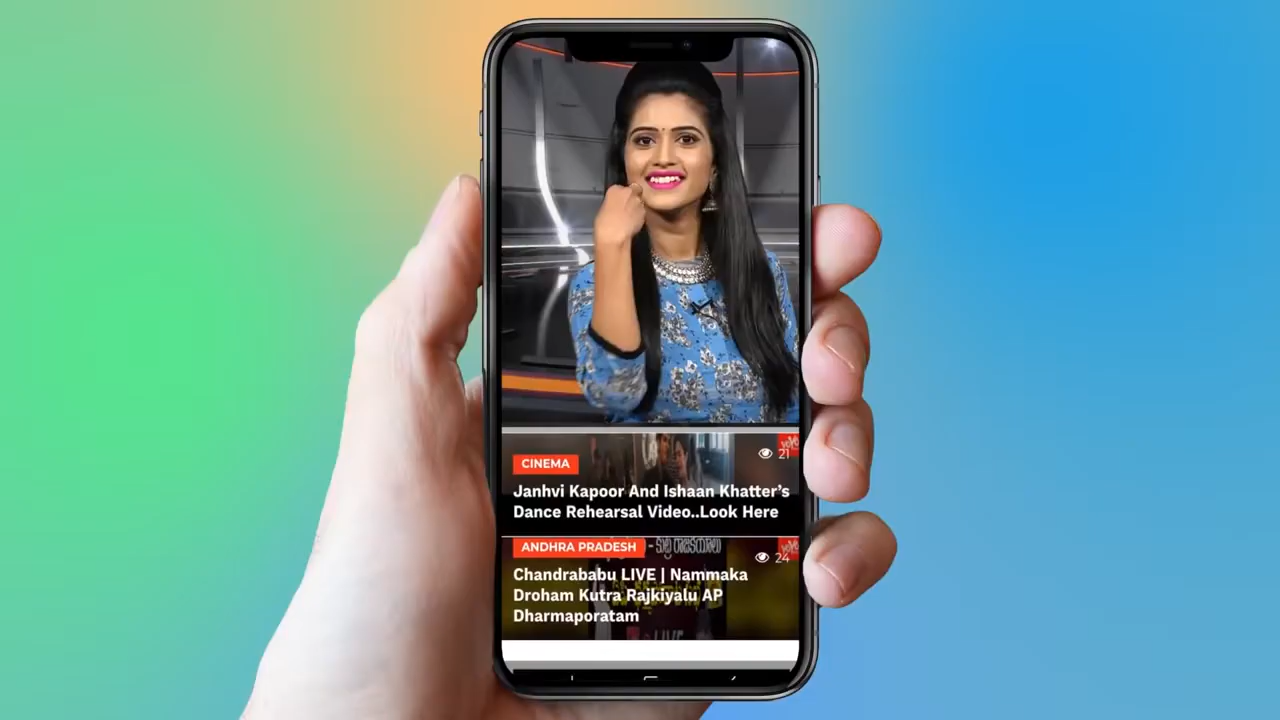 CINEMA
21
Janhvi Kapoor And Ishaan Khatter's
Dance Rehearsal Video..Look Here
ANDHRA PRADESH
24
Chandrababu LIVE | Nammaka
Droham Kutra Rajkiyalu AP
Dharmaporatam
LIVE